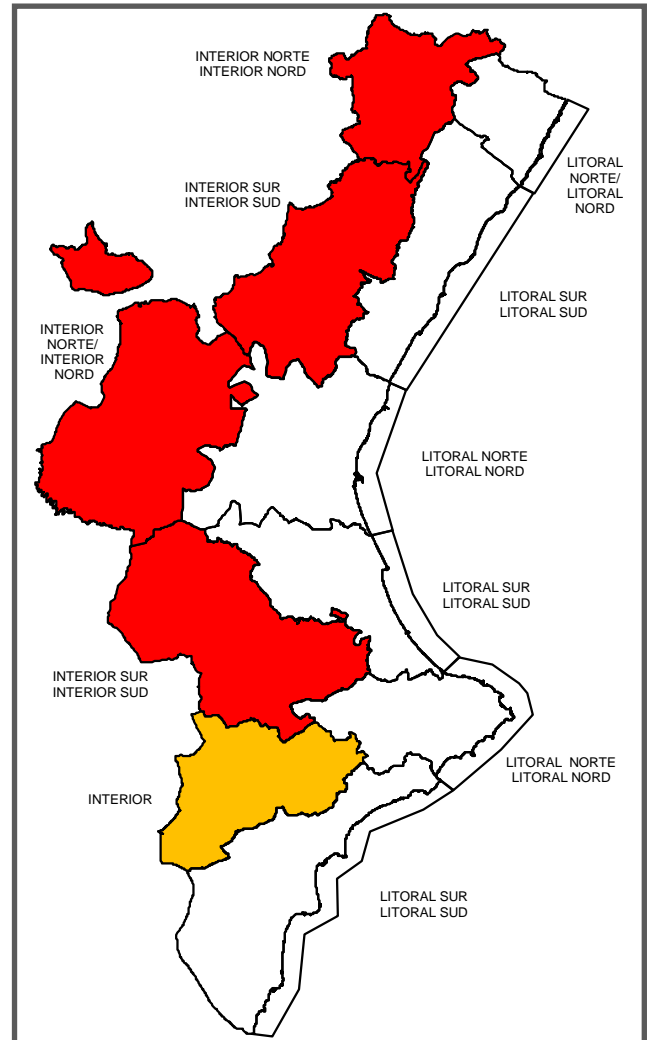 INTERIOR NORTE
INTERIOR NORD
LITORAL
NORTE/
LITORAL
NORD
INTERIOR SUR
INTERIOR SUD
LITORAL SUR
LITORAL SUD
INTERIOR
NORTE/
INTERIOR
NORD
LITORAL NORTE
LITORAL NORD
LITORAL SUR
LITORAL SUD
INTERIOR SUR
INTERIOR SUD
LITORAL NORTE
LITORAL NORD
INTERIOR
LITORAL SUR
LITORAL SUD